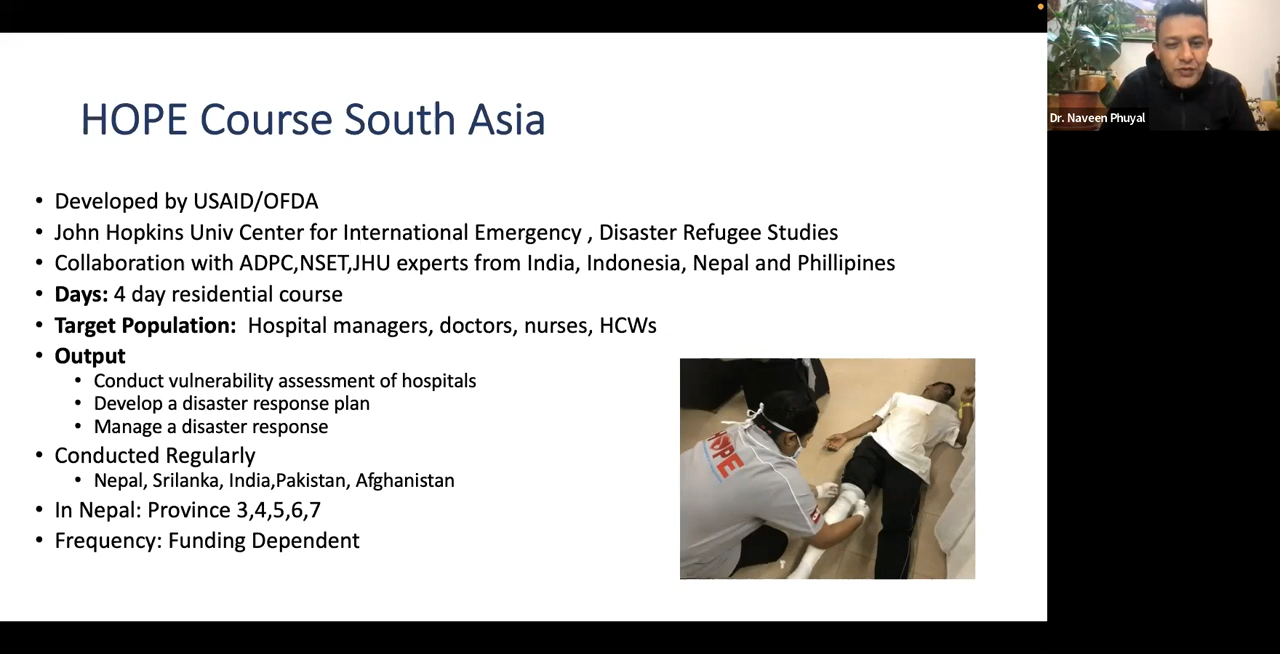 HOPE Course South Asia
• Developed by USAID/OFDA
• John Hopkins Univ Center for International Emergency , Disaster Refugee Studies
• Collaboration with ADPC,NSET,JHU experts from India, Indonesia, Nepal and Phillipines
• Days: 4 day residential course
• Target Population: Hospital managers, doctors, nurses, HCWs
• Output
• Conduct vulnerability assessment of hospitals
• Develop a disaster response plan
• Manage a disaster response
• Conducted Regularly
• Nepal, Srilanka, India,Pakistan, Afghanistan
• In Nepal: Province 3,4,5,6,7
• Frequency: Funding Dependent
HOPE
Dr. Naveen Phuyal